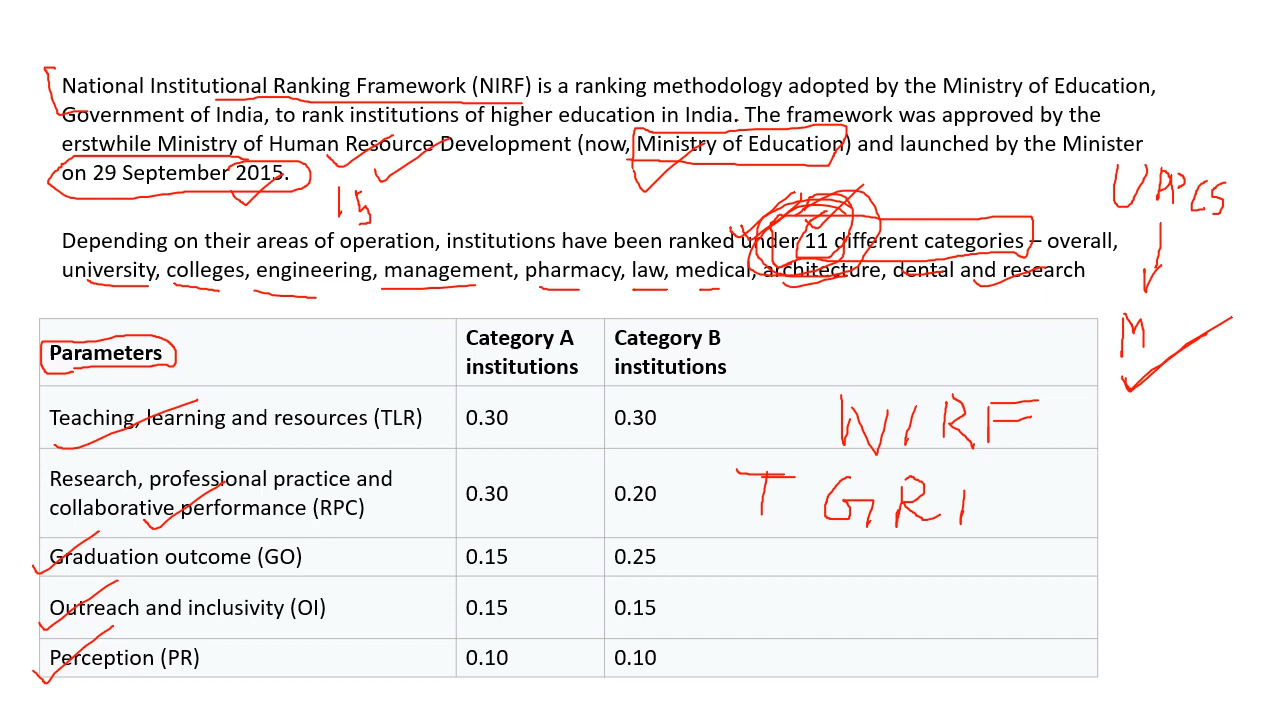 National Institutional Ranking Framework (NIRF) is a ranking methodology adopted by the Ministry of Education,
Government of India, to rank institutions of higher education in India. The framework was approved by the
erstwhile Ministry of Human Resource Development (now, Ministry of Education) and launched by the Minister
on 29 September 2015.
15
UPPCS
Depending on their areas of operation, institutions have been ranked under 11 different categories – overall,
university, colleges, engineering, management, pharmacy, law, medical, architecture, dental and research
M
Parameters Category A institutions Category B institutions
Teaching, learning and resources (TLR) 0.30 0.30
NIRF
Research, professional practice and
collaborative performance (RPC) 0.30 0.20
T GRI
Graduation outcome (GO) 0.15 0.25
Outreach and inclusivity (OI) 0.15 0.15
Perception (PR) 0.10 0.10